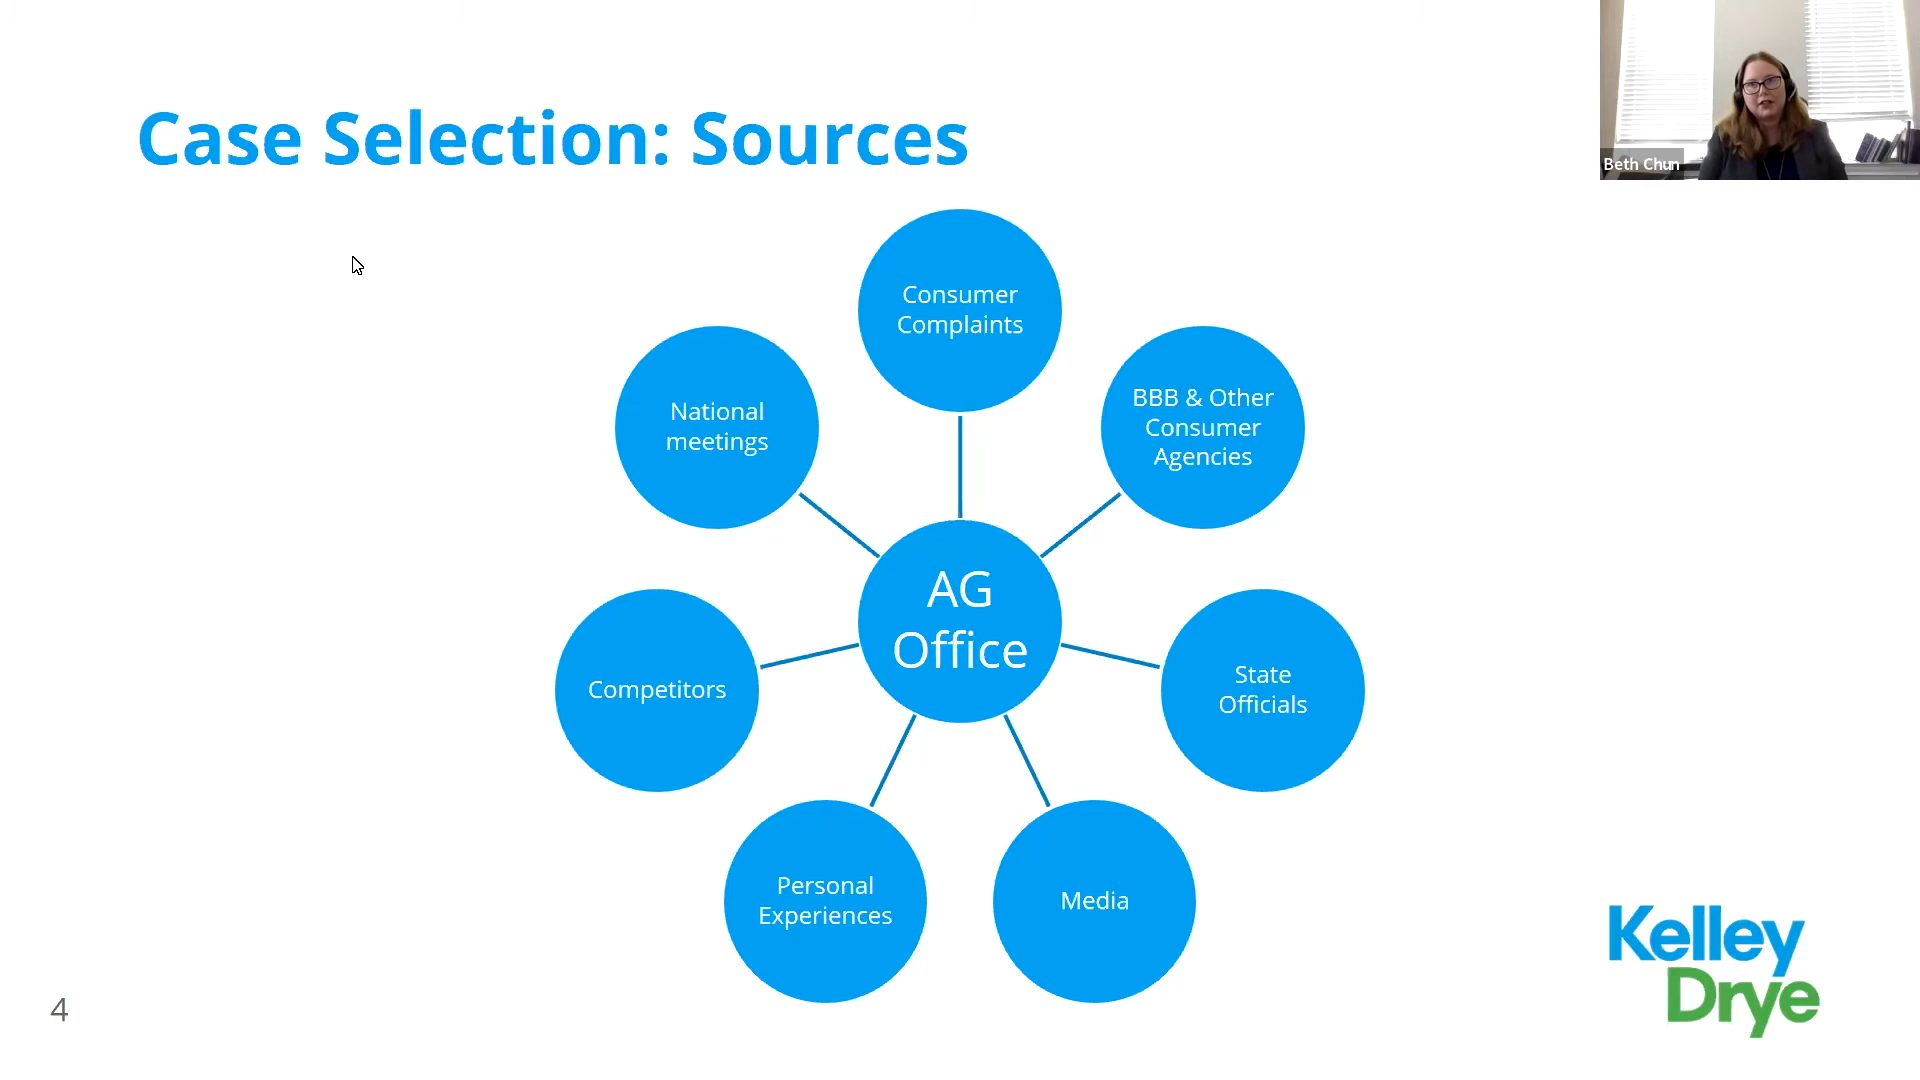 Case Selection: Sources
Beth Chun
Consumer
Complaints
BBB & Other
Consumer
Agencies
State
Officials
Media
Personal
Experiences
Competitors
National
meetings
AG
Office
Kelley
Drye
4